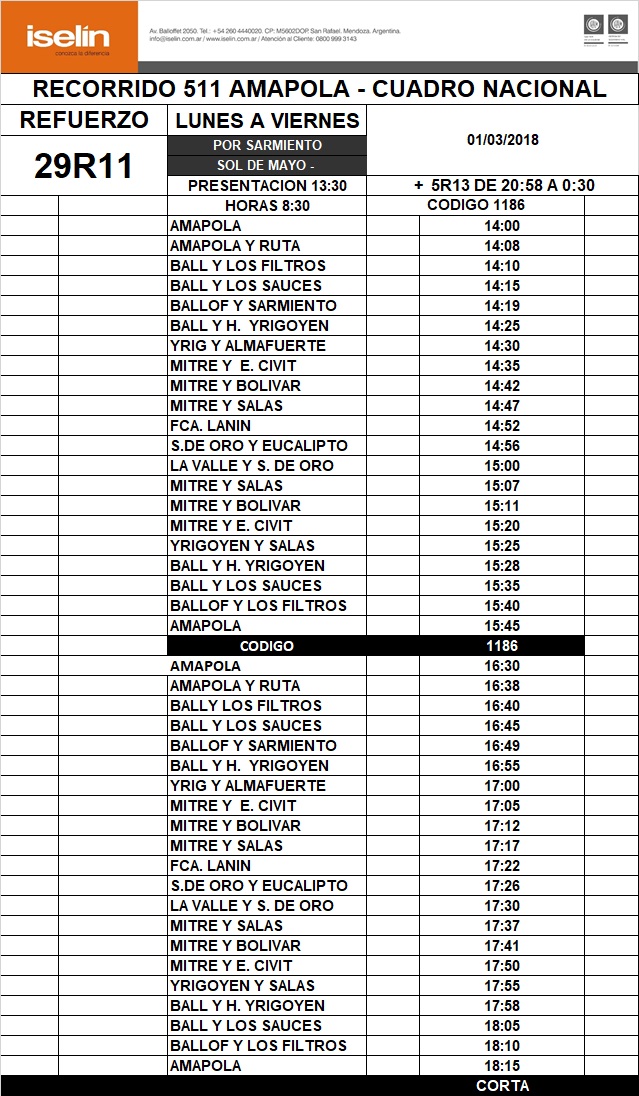 iselín
conozca la diferencia
Av. Balloffet 2050. Tel.: +54 260 4440020. CP: M5602DOP. San Rafael. Mendoza. Argentina.
info@iselin.com.ar / www.iselin.com.ar / Atención al Cliente: 0800 999 3143
RECORRIDO 511 AMAPOLA - CUADRO NACIONAL
REFUERZO LUNES A VIERNES
29R11
POR SARMIENTO
SOL DE MAYO -
01/03/2018
PRESENTACION 13:30 + 5R13 DE 20:58 A 0:30
HORAS 8:30 CODIGO 1186
AMAPOLA 14:00
AMAPOLA Y RUTA 14:08
BALL Y LOS FILTROS 14:10
BALL Y LOS SAUCES 14:15
BALLOF Y SARMIENTO 14:19
BALL Y H. YRIGOYEN 14:25
YRIG Y ALMAFUERTE 14:30
MITRE Y E. CIVIT 14:35
MITRE Y BOLIVAR 14:42
MITRE Y SALAS 14:47
FCA. LANIN 14:52
S.DE ORO Y EUCALIPTO 14:56
LA VALLE Y S. DE ORO 15:00
MITRE Y SALAS 15:07
MITRE Y BOLIVAR 15:11
MITRE Y E. CIVIT 15:20
YRIGOYEN Y SALAS 15:25
BALL Y H. YRIGOYEN 15:28
BALL Y LOS SAUCES 15:35
BALLOF Y LOS FILTROS 15:40
AMAPOLA 15:45
CODIGO 1186
AMAPOLA 16:30
AMAPOLA Y RUTA 16:38
BALLY LOS FILTROS 16:40
BALL Y LOS SAUCES 16:45
BALLOF Y SARMIENTO 16:49
BALL Y H. YRIGOYEN 16:55
YRIG Y ALMAFUERTE 17:00
MITRE Y E. CIVIT 17:05
MITRE Y BOLIVAR 17:12
MITRE Y SALAS 17:17
FCA. LANIN 17:22
S.DE ORO Y EUCALIPTO 17:26
LA VALLE Y S. DE ORO 17:30
MITRE Y SALAS 17:37
MITRE Y BOLIVAR 17:41
MITRE Y E. CIVIT 17:50
YRIGOYEN Y SALAS 17:55
BALL Y H. YRIGOYEN 17:58
BALL Y LOS SAUCES 18:05
BALLOF Y LOS FILTROS 18:10
AMAPOLA 18:15
CORTA